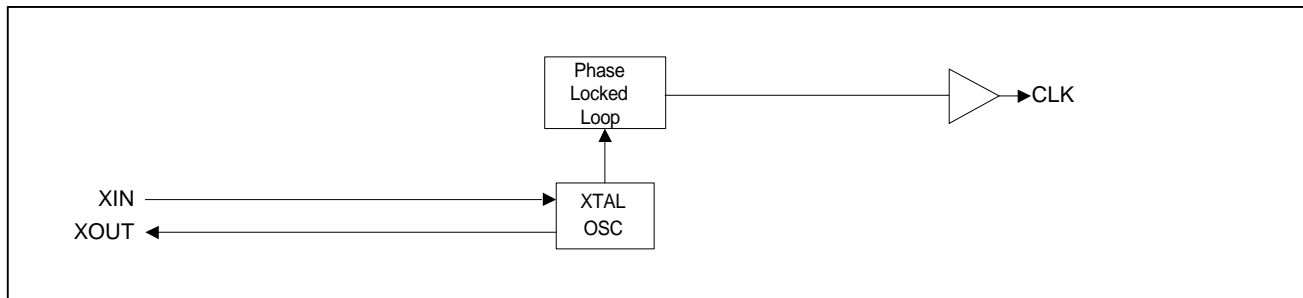 Phase
Locked
Loop
CLK
XIN
XTAL
OSC
XOUT